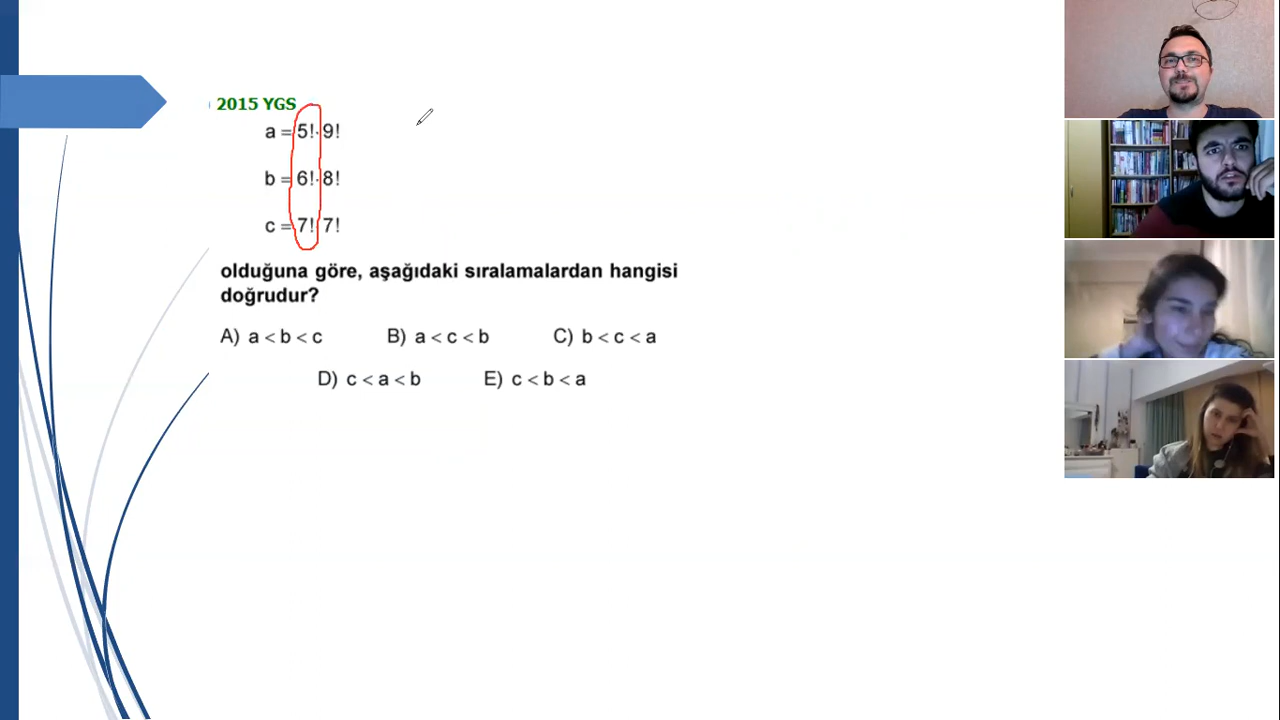 2015 YGS
a = 5!·9!
b = 6!·8!
c = 7! 7!
olduğuna göre, aşağıdaki sıralamalardan hangisi
doğrudur?
A) a < b < c B) a < c < b C) b < c < a
D) c < a < b E) c < b < a